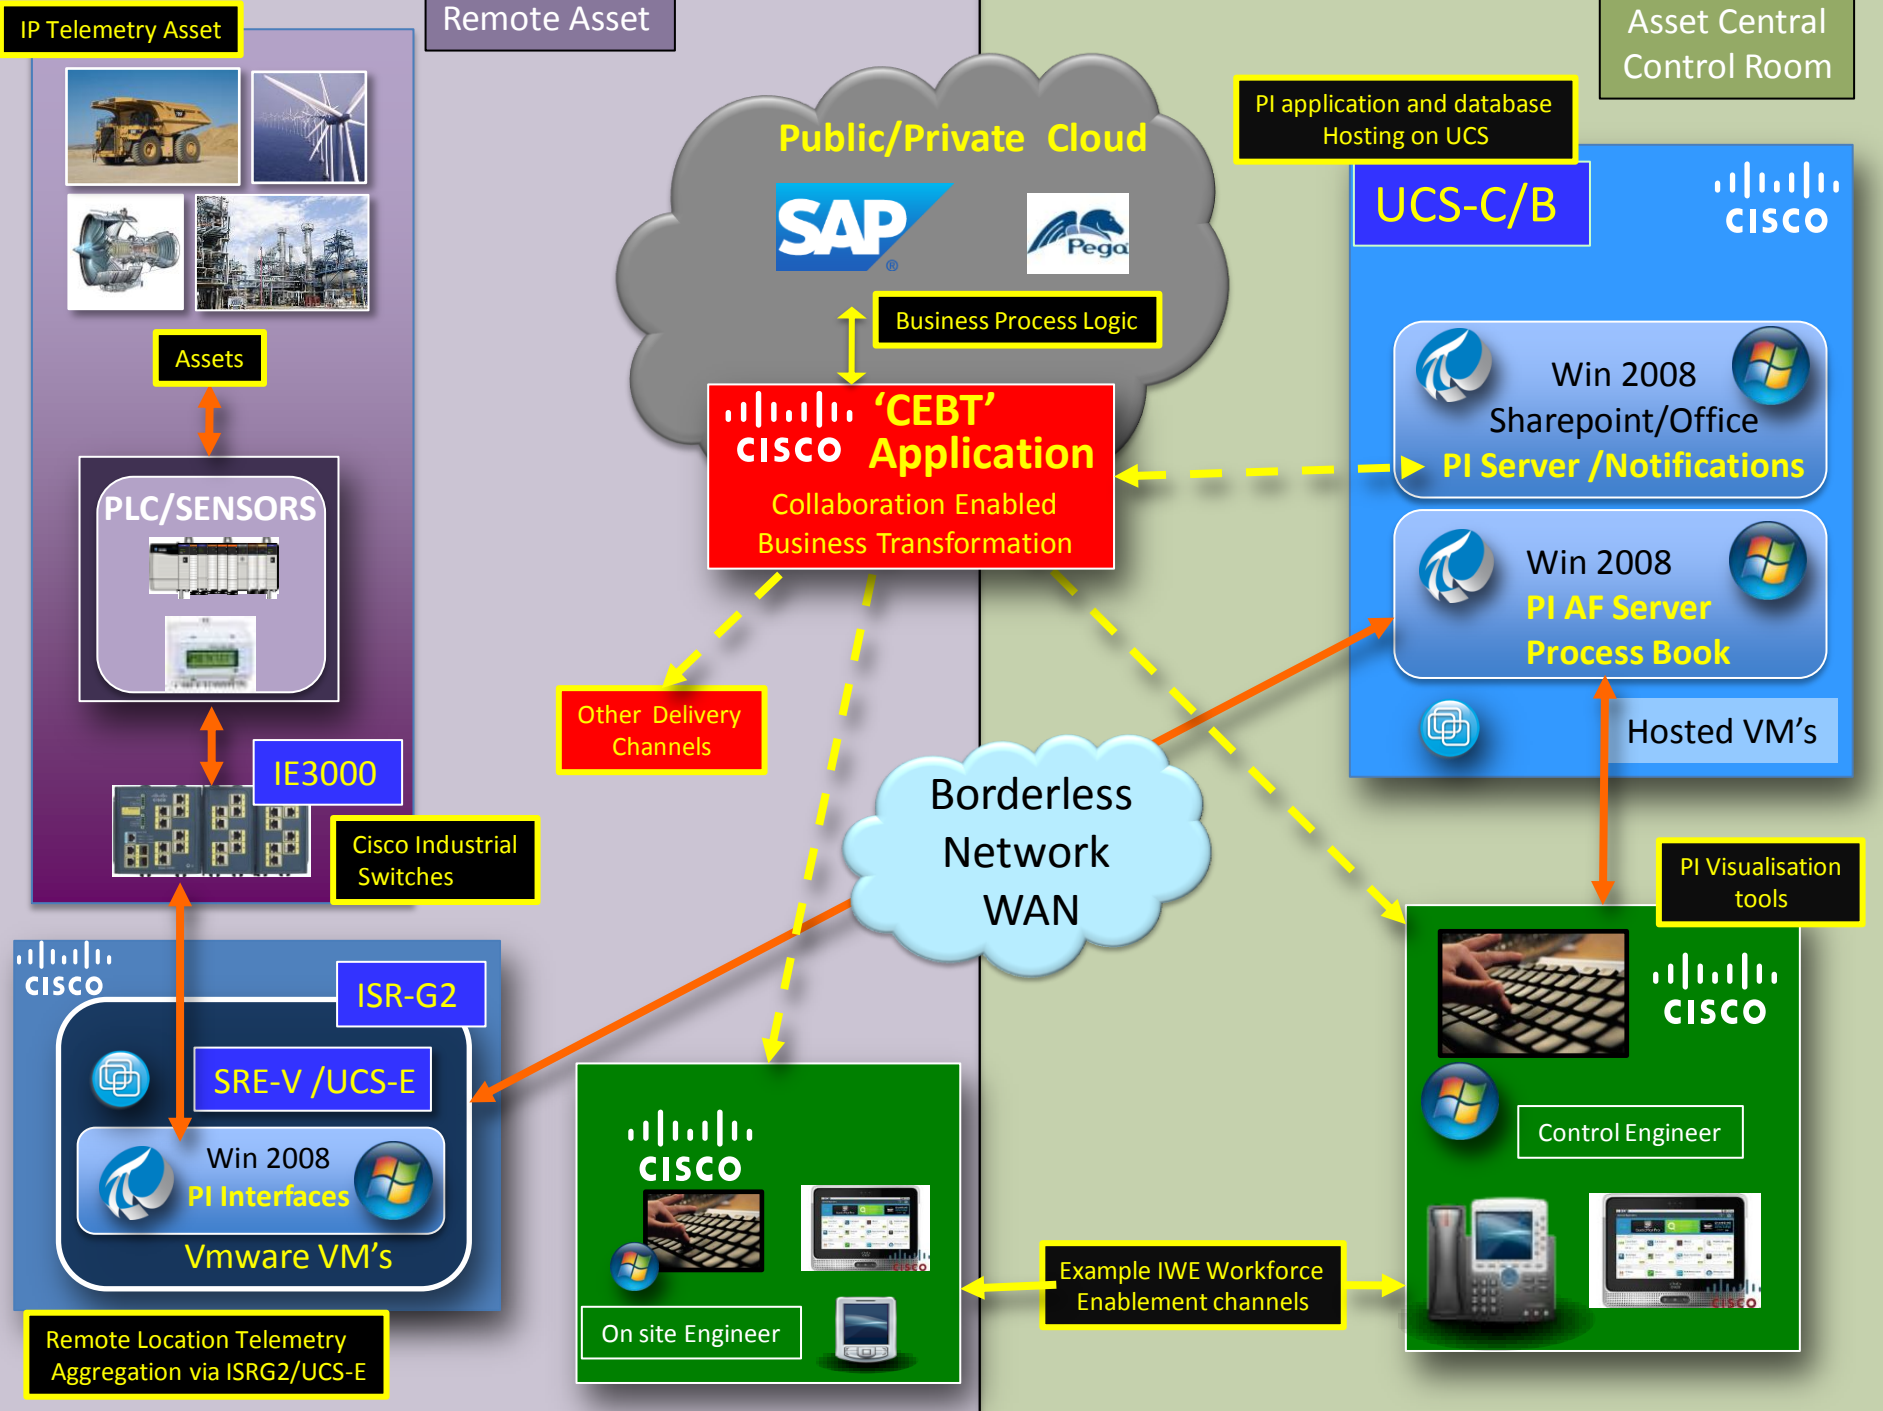 IP Telemetry Asset
Remote Asset
Asset Central
Control Room
Assets
PLC/SENSORS
IE3000
Cisco Industrial
Switches
CISCO
ISR-G2
SRE-V /UCS-E
Win 2008
PI Interfaces
Vmware VM's
Remote Location Telemetry
Aggregation via ISRG2/UCS-E
Public/Private Cloud
SAP
®
Pega
Business Process Logic
CISCO
‘CEBT’
Application
Collaboration Enabled
Business Transformation
Other Delivery
Channels
Borderless
Network
WAN
CISCO
CISCO
On site Engineer
Example IWE Workforce
Enablement channels
PI application and database
Hosting on UCS
UCS-C/B
CISCO
Win 2008
Sharepoint/Office
PI Server /Notifications
Win 2008
PI AF Server
Process Book
Hosted VM's
PI Visualisation
tools
CISCO
Control Engineer
CISCO